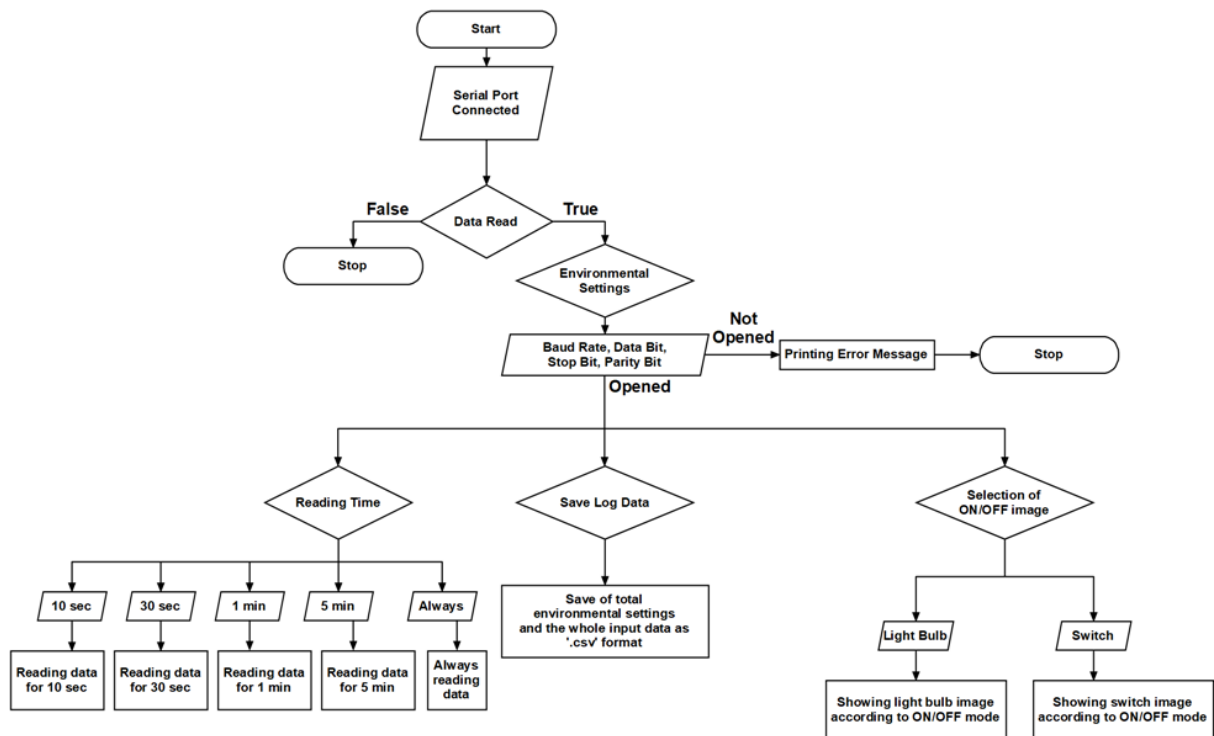 Start
Serial Port
Connected
False
True
Data Read
Stop
Environmental
Settings
Not
Opened
Baud Rate, Data Bit,
Stop Bit, Parity Bit
Printing Error Message
Stop
Opened
Reading Time
Save Log Data
Selection of
ON/OFF image
10 sec
30 sec
1 min
5 min
Always
Save of total
environmental settings
and the whole input data as
'.csv' format
Light Bulb
Switch
Reading data
for 10 sec
Reading data
for 30 sec
Reading data
for 1 min
Reading data
for 5 min
Always
reading
data
Showing light bulb image
according to ON/OFF mode
Showing switch image
according to ON/OFF mode